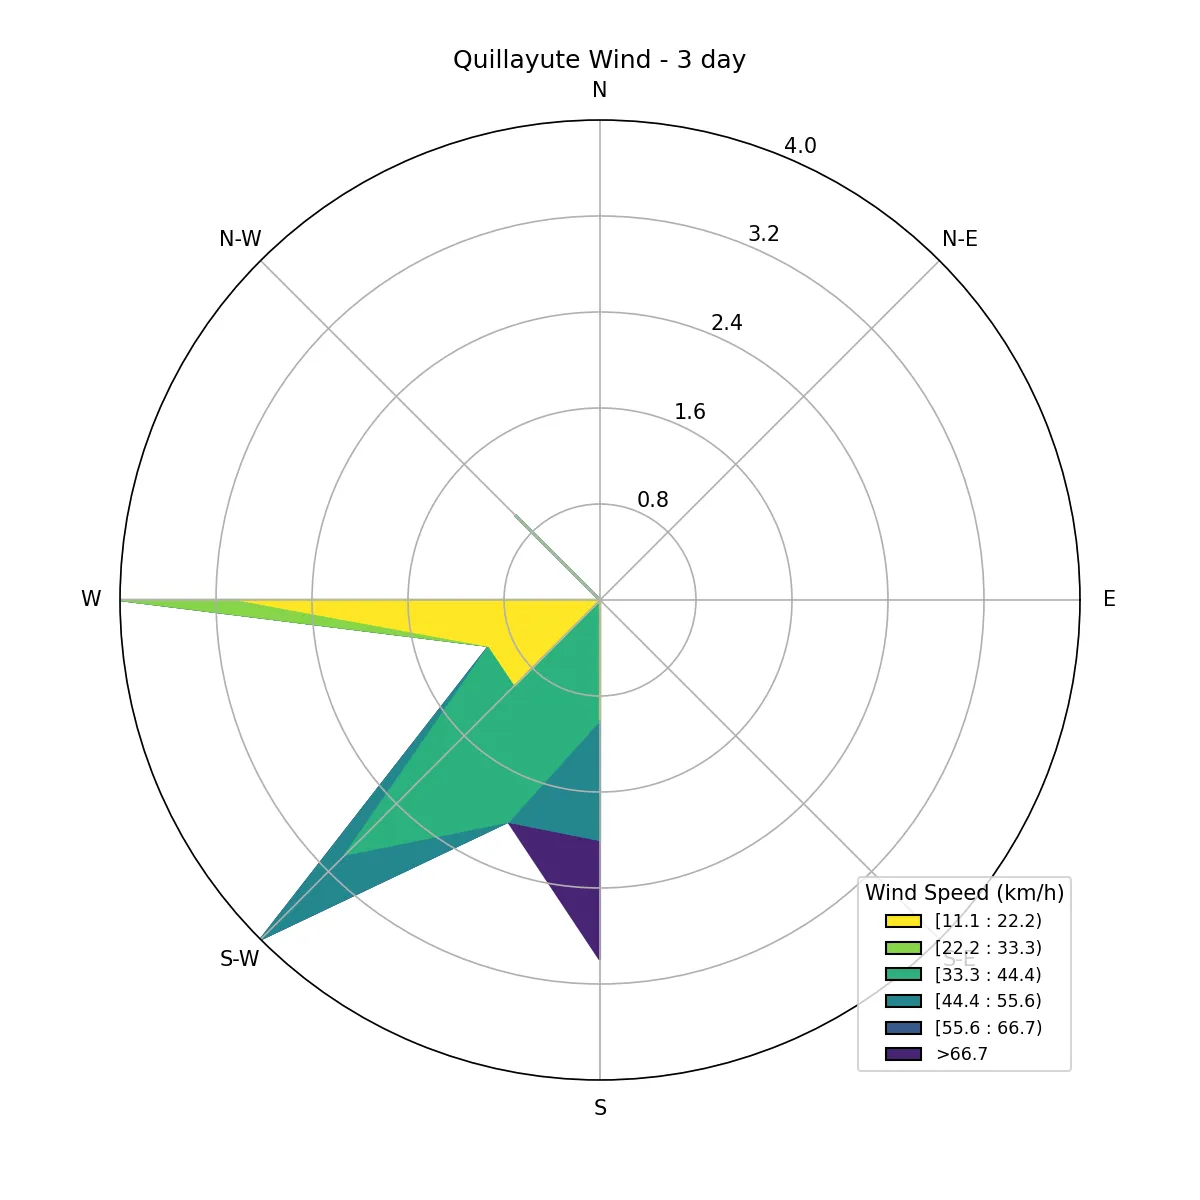 Quillayute Wind - 3 day
N
4.0
N-W
3.2
N-E
2.4
1.6
0.8
W
E
Wind Speed (km/h)
[11.1 : 22.2)
[22.2 : 33.3)
S-W
S-E
[33.3 : 44.4)
[44.4 : 55.6)
[55.6 : 66.7)
>66.7
S